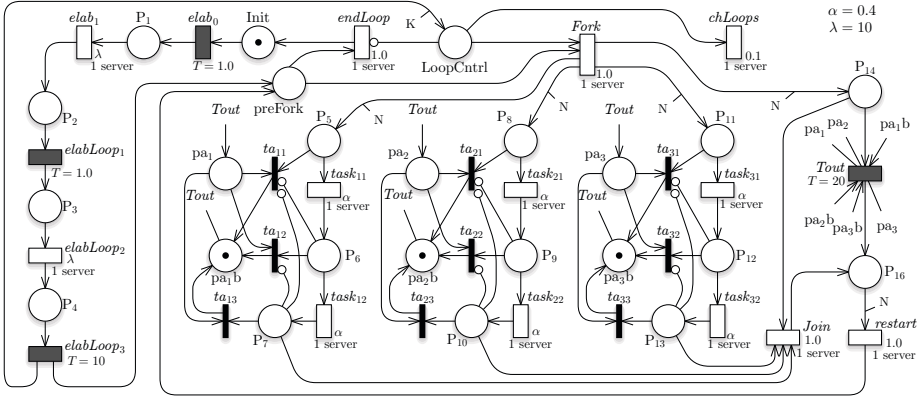 elab1
P1
elab0
Init
endLoop
K
LoopCntrl
Fork
chLoops
α = 0.4
λ = 10
λ
1 server
T = 1.0
1.0
1 server
1.0
1 server
0.1
1 server
preFork
P14
P2
N
N
N
N
elabLoop1
T = 1.0
Tout
P5
Tout
P8
Tout
P11
pa1
pa2
pa1b
pa1
ta11
task11
α
1 server
pa2
ta21
task21
α
1 server
pa3
ta31
task31
α
1 server
Tout
T = 20
Tout
Tout
Tout
P3
pa2b
pa3b
pa3
elabLoop2
λ
1 server
ta12
P6
ta22
P9
ta32
P12
P16
pa1b
pa2b
pa3b
P4
ta13
task12
α
1 server
ta23
task22
α
1 server
ta33
task32
α
1 server
N
P7
P10
P13
Join
1.0
1 server
restart
1.0
1 server
elabLoop3
T = 10